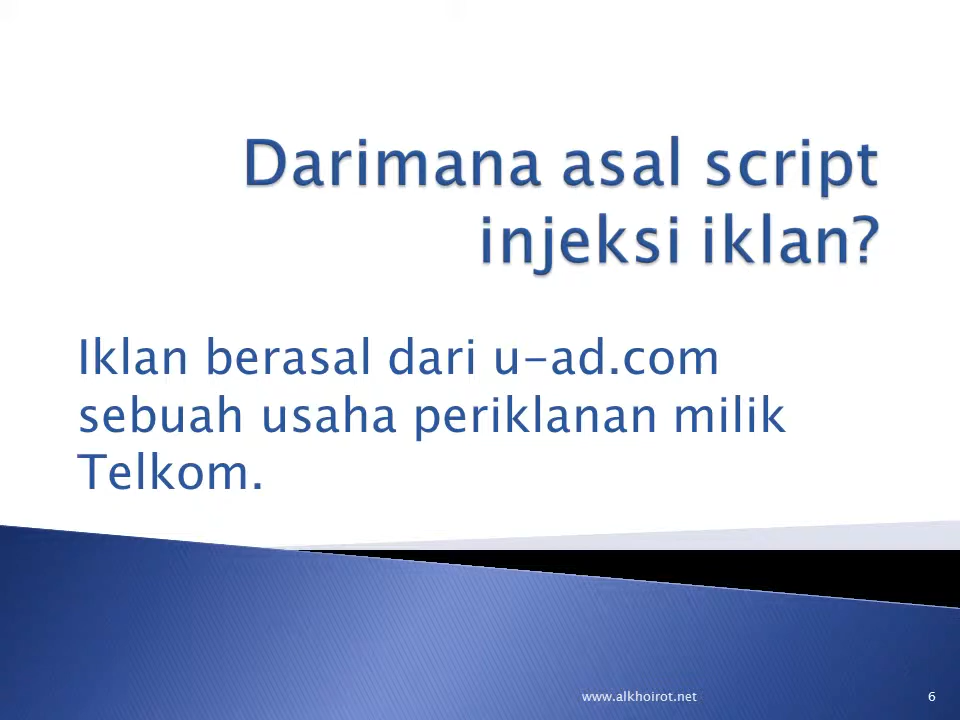 Darimana asal script
injeksi iklan?
Iklan berasal dari u-ad.com
sebuah usaha periklanan milik
Telkom.
www.alkhoirot.net
6